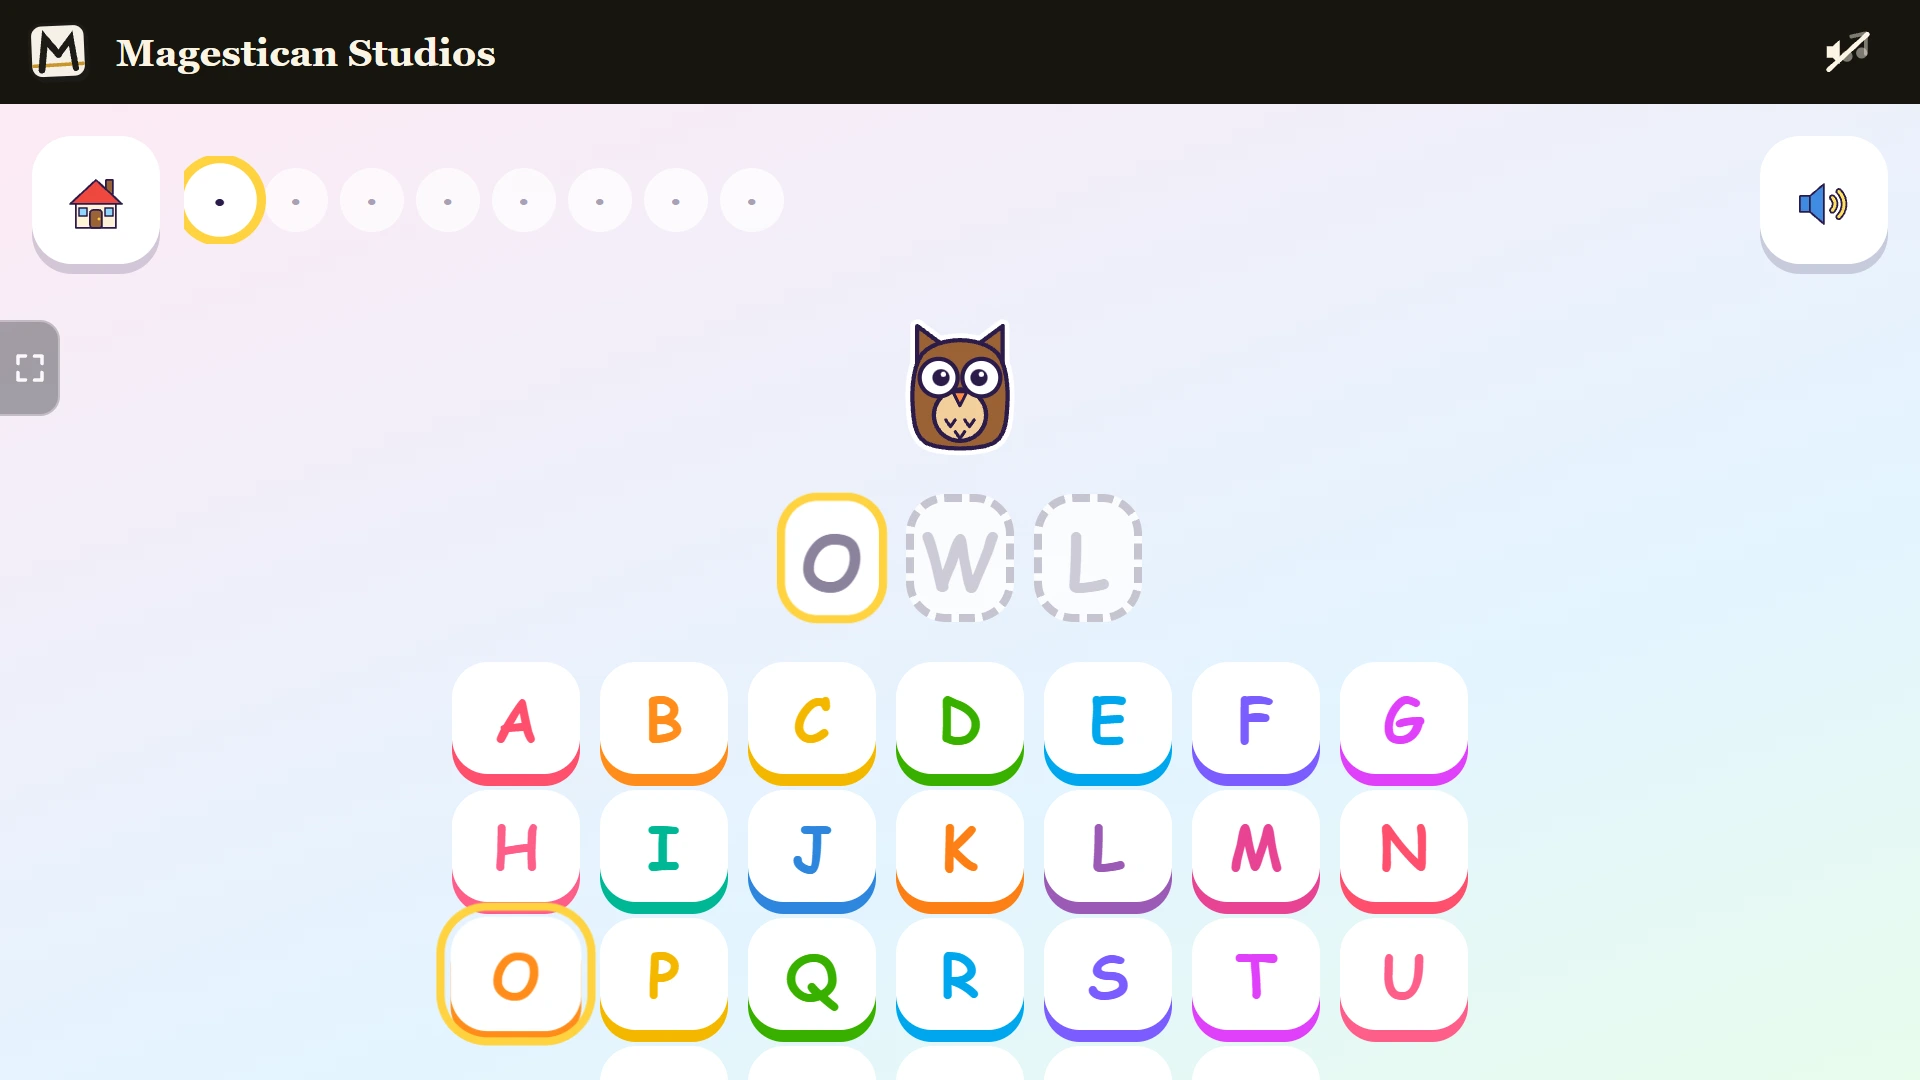 M
Magestican Studios
O W L
A B C D E F G
H I J K L M N
O P Q R S T U